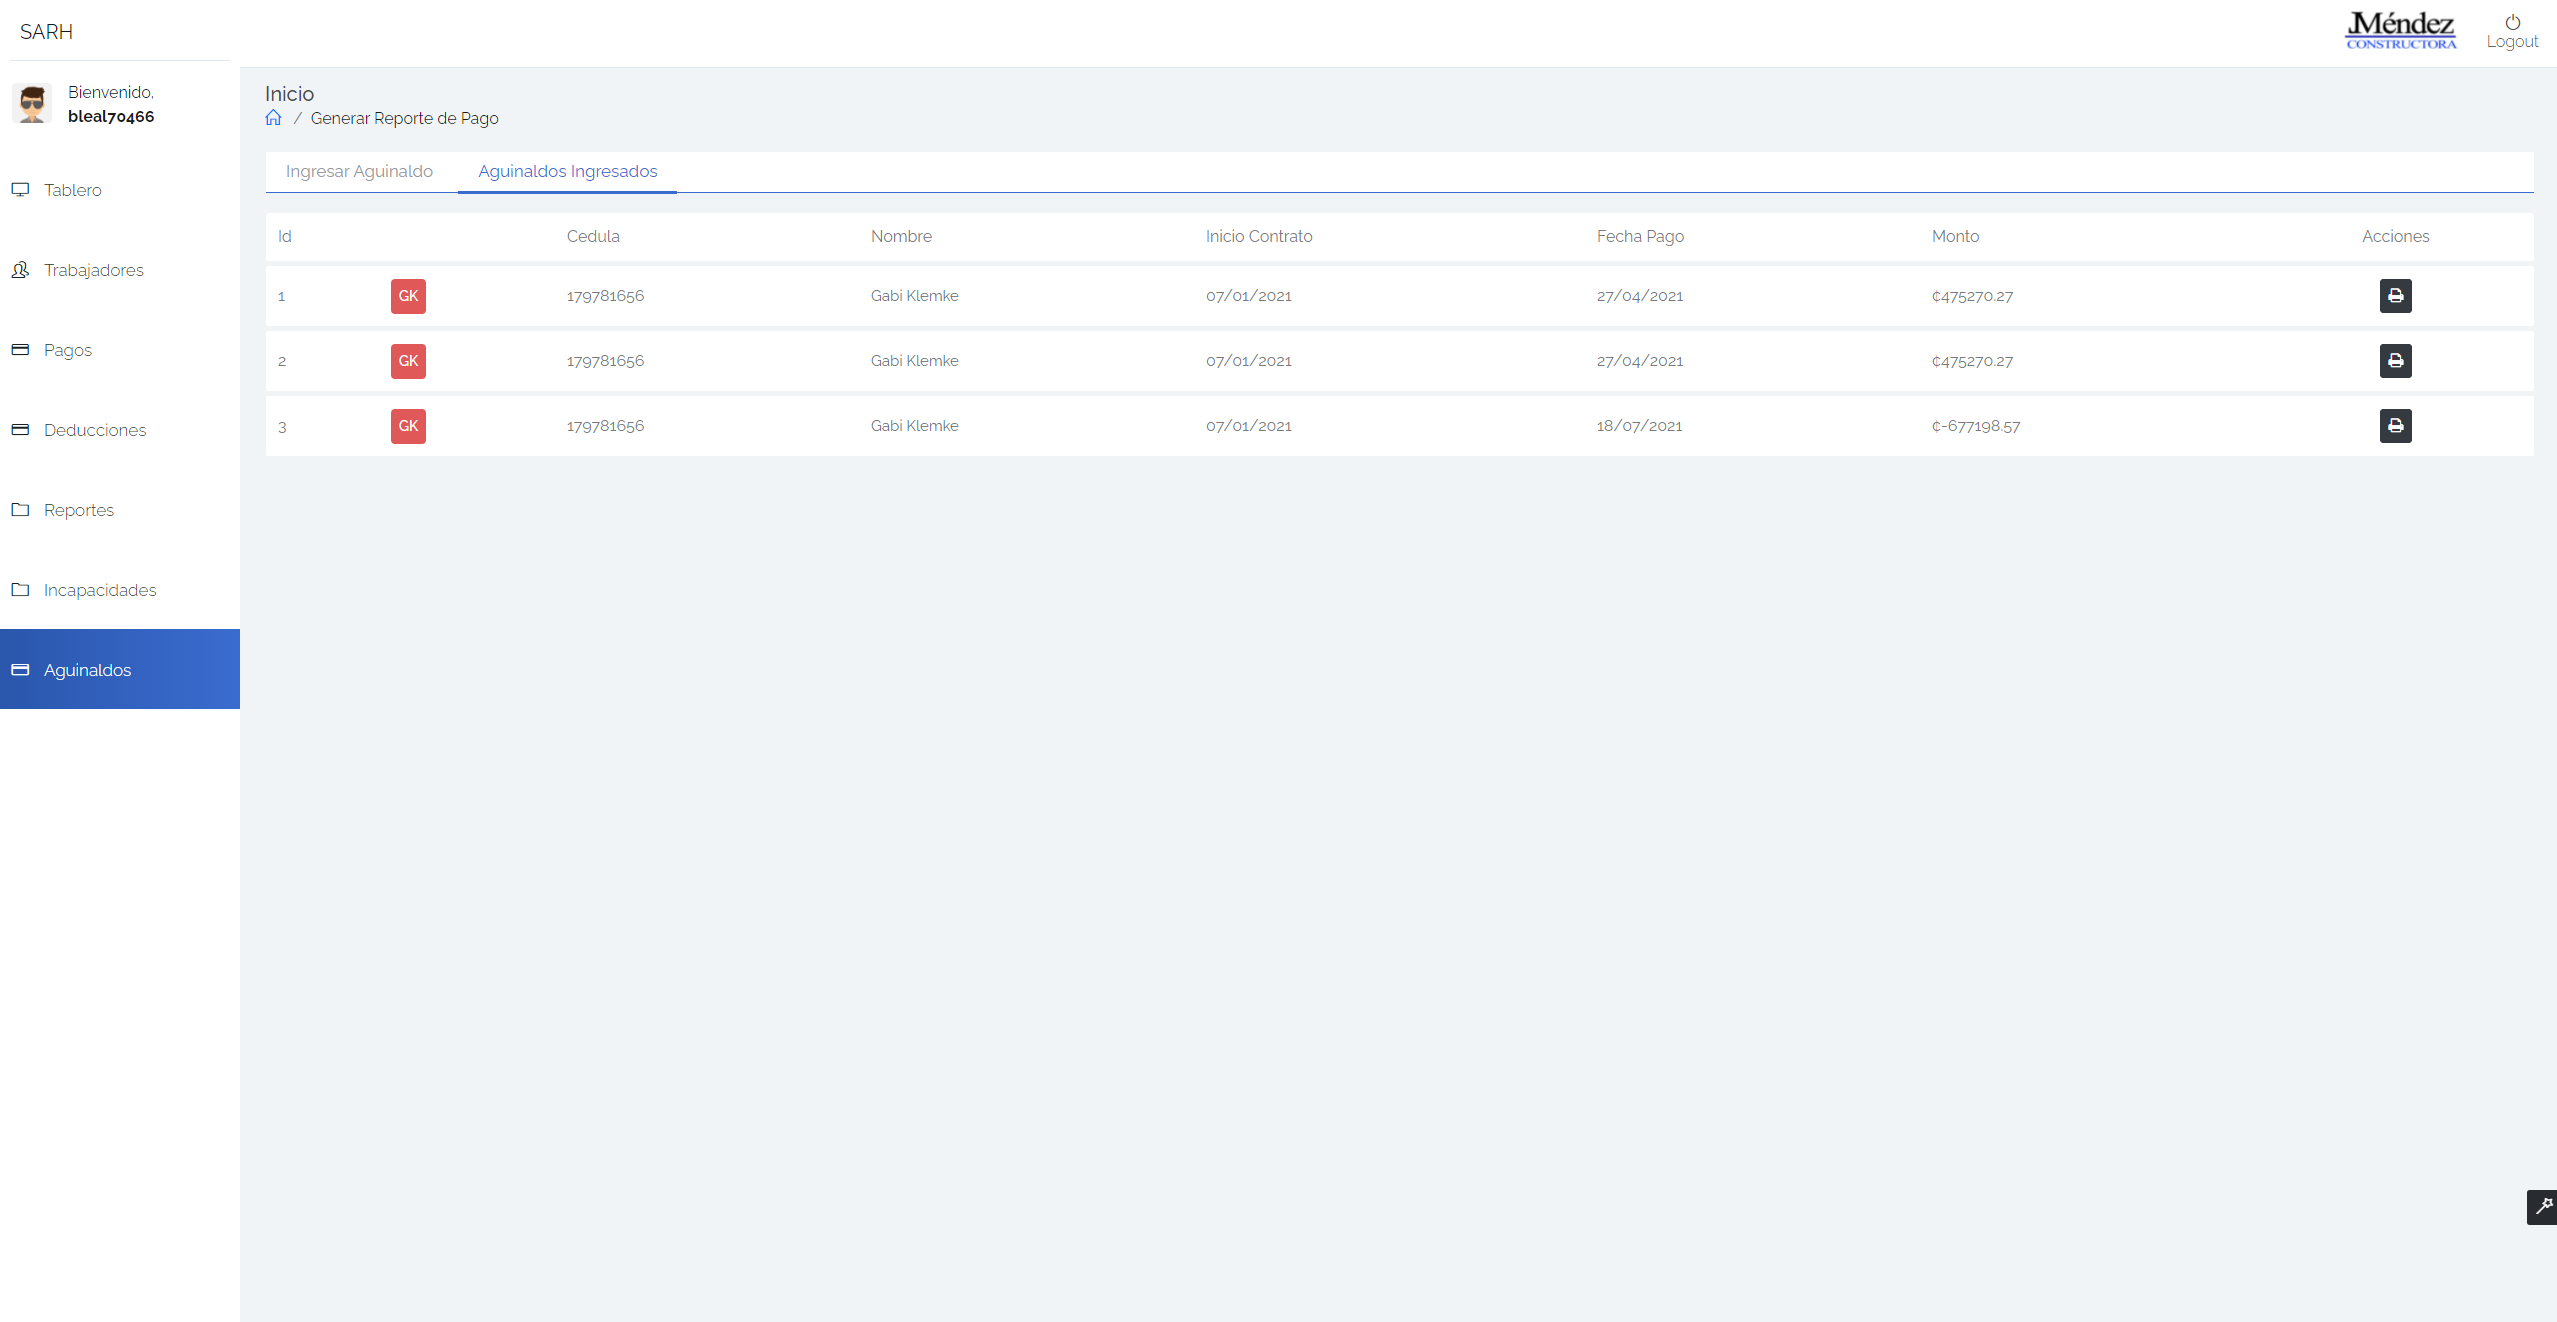 SARH
JMéndez
CONSTRUCTORA
Logout
Bienvenido,
bleal70466
Tablero
Trabajadores
Pagos
Deducciones
Reportes
Incapacidades
Aguinaldos
Inicio
/ Generar Reporte de Pago
Ingresar Aguinaldo Aguinaldos Ingresados
Id Cedula Nombre Inicio Contrato Fecha Pago Monto Acciones
1 GK 179781656 Gabi Klemke 07/01/2021 27/04/2021 ¢475270.27
2 GK 179781656 Gabi Klemke 07/01/2021 27/04/2021 ¢475270.27
3 GK 179781656 Gabi Klemke 07/01/2021 18/07/2021 ¢-677198.57